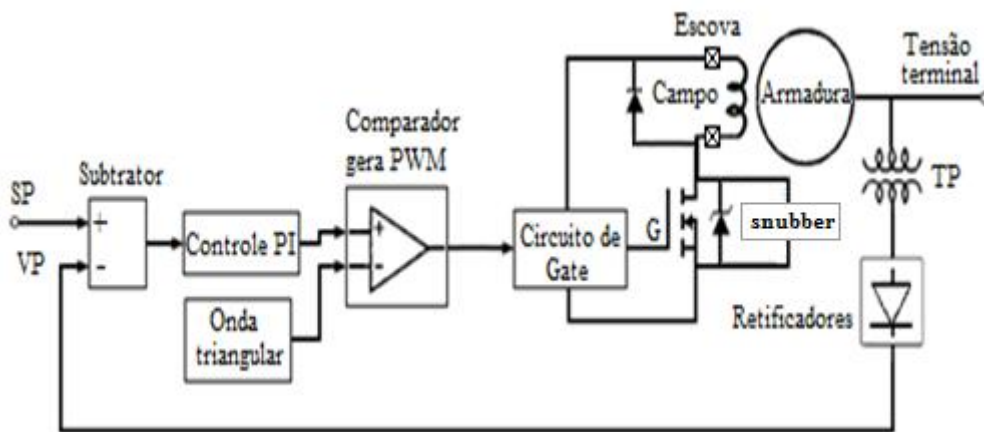 Escova
Tensão
terminal
Campo
Armadura
Comparador
gera PWM
Subtrator
TP
SP
+
+
snubber
Circuito de
Gate
G
Controle PI
VP
-
-
Onda
triangular
Retificadores